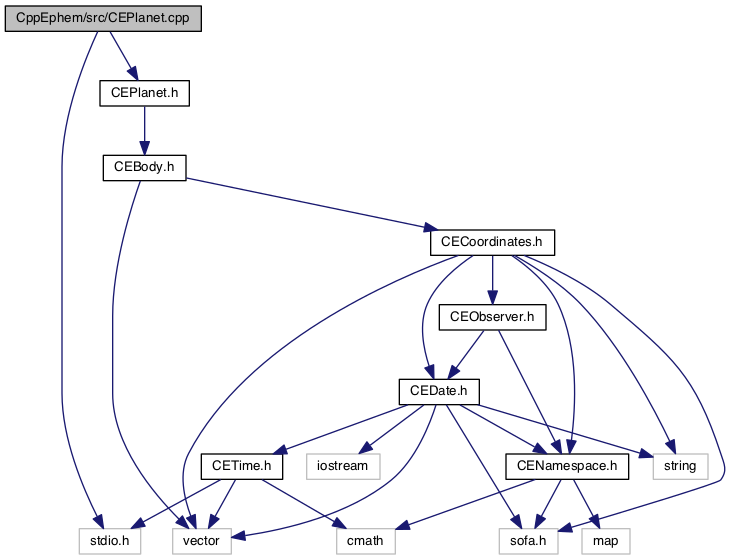 CppEphem/src/CEPlanet.cpp
CEPlanet.h
CEBody.h
CECoordinates.h
CEObserver.h
CEDate.h
CETime.h
iostream
CENamespace.h
string
stdio.h
vector
cmath
sofa.h
map